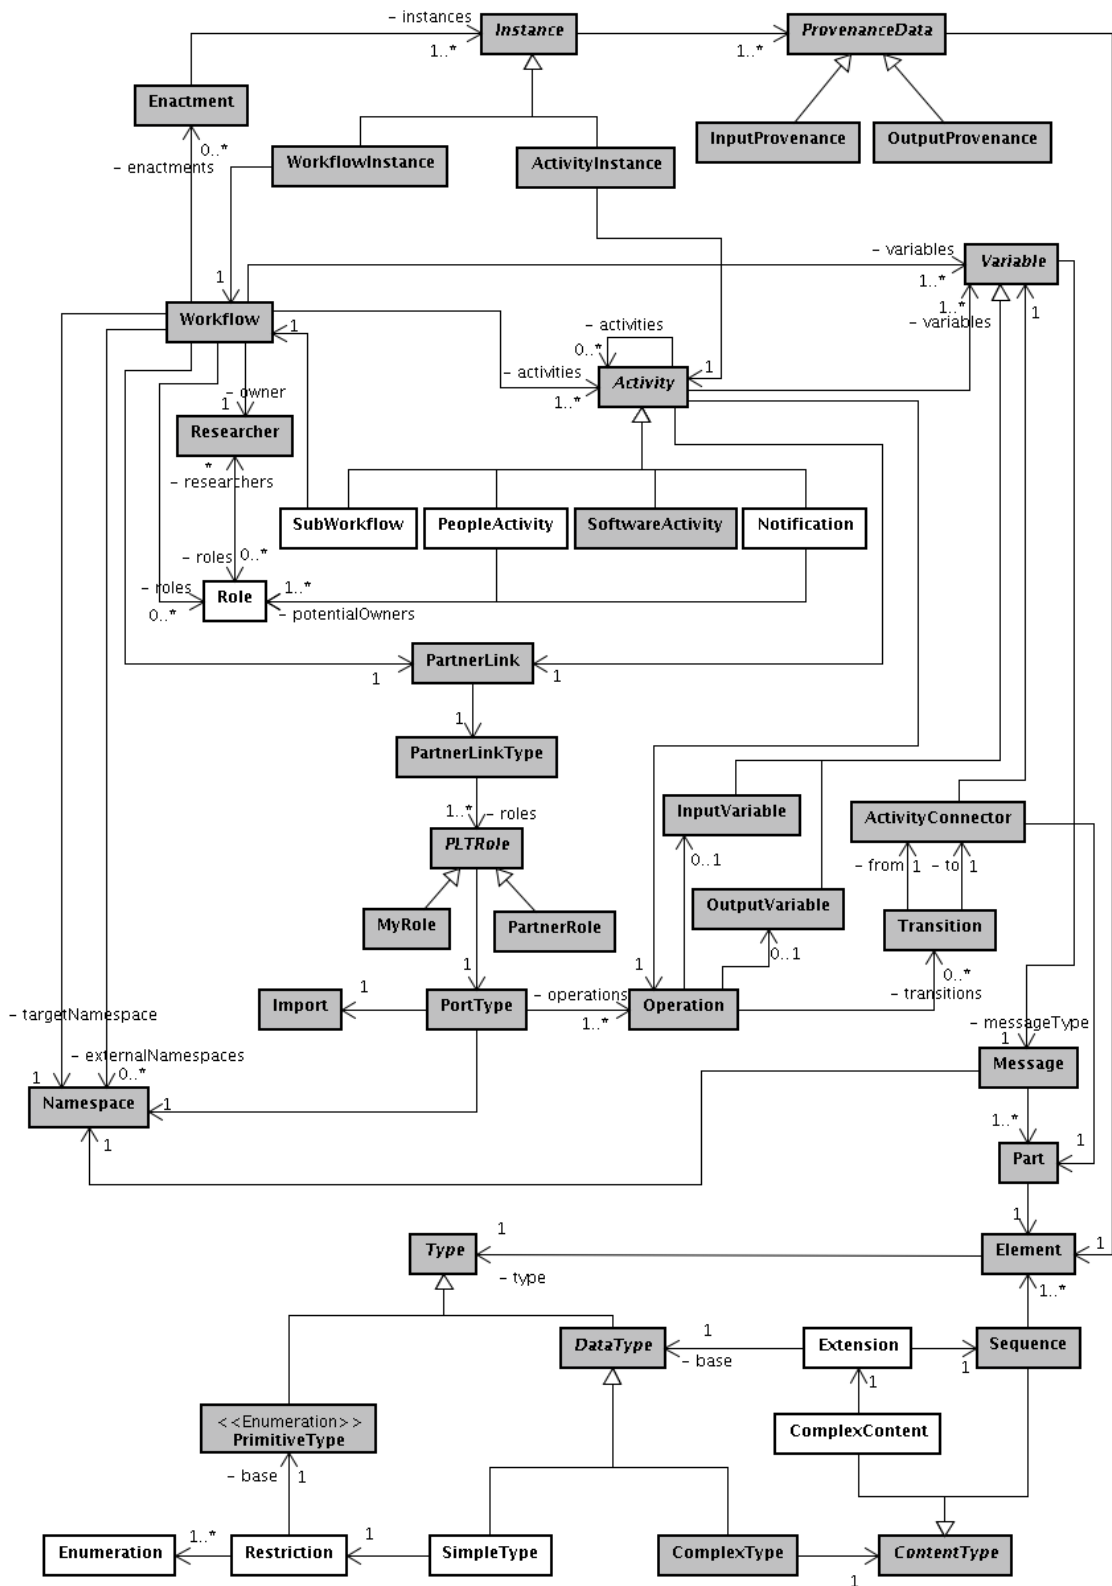 - instances
Instance
1..*
1..*
ProvenanceData
Enactment
0..*
- enactments
WorkflowInstance
ActivityInstance
InputProvenance
OutputProvenance
1
- variables
1..*
Variable
1..*
- variables
1
Workflow
1
- activities
0..*
- activities
1..*
Activity
1
- owner
1
Researcher
*
- researchers
SubWorkflow
PeopleActivity
SoftwareActivity
Notification
- roles
0..*
- roles
0..*
Role
1..*
- potentialOwners
1
PartnerLink
1
1
PartnerLinkType
1..*
- roles
PLTRole
MyRole
PartnerRole
InputVariable
0..1
OutputVariable
0..1
ActivityConnector
- from
1
- to
1
Transition
0..*
- transitions
1
1
Import
1
PortType
- operations
1..*
Operation
- targetNamespace
- externalNamespaces
1
0..*
Namespace
1
1
- messageType
1
Message
1..*
1
Part
1
Type
1
- type
Element
1
1..*
DataType
1
- base
Extension
1
Sequence
1
<<Enumeration>>
PrimitiveType
ComplexContent
- base
1
Enumeration
1..*
Restriction
1
SimpleType
ComplexType
1
ContentType